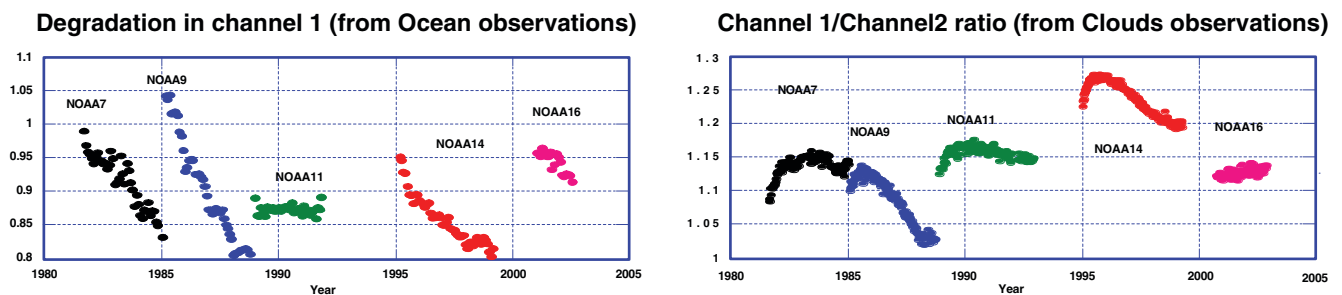 Degradation in channel 1 (from Ocean observations)
1.1
1.05
1
0.95
0.9
0.85
0.8
NOAA7
NOAA9
NOAA11
NOAA14
NOAA16
1980
1985
1990
1995
2000
2005
Year
Channel 1/Channel2 ratio (from Clouds observations)
1.3
1.25
1.2
1.15
1.1
1.05
1
NOAA7
NOAA9
NOAA11
NOAA14
NOAA16
1980
1985
1990
1995
2000
2005
Year